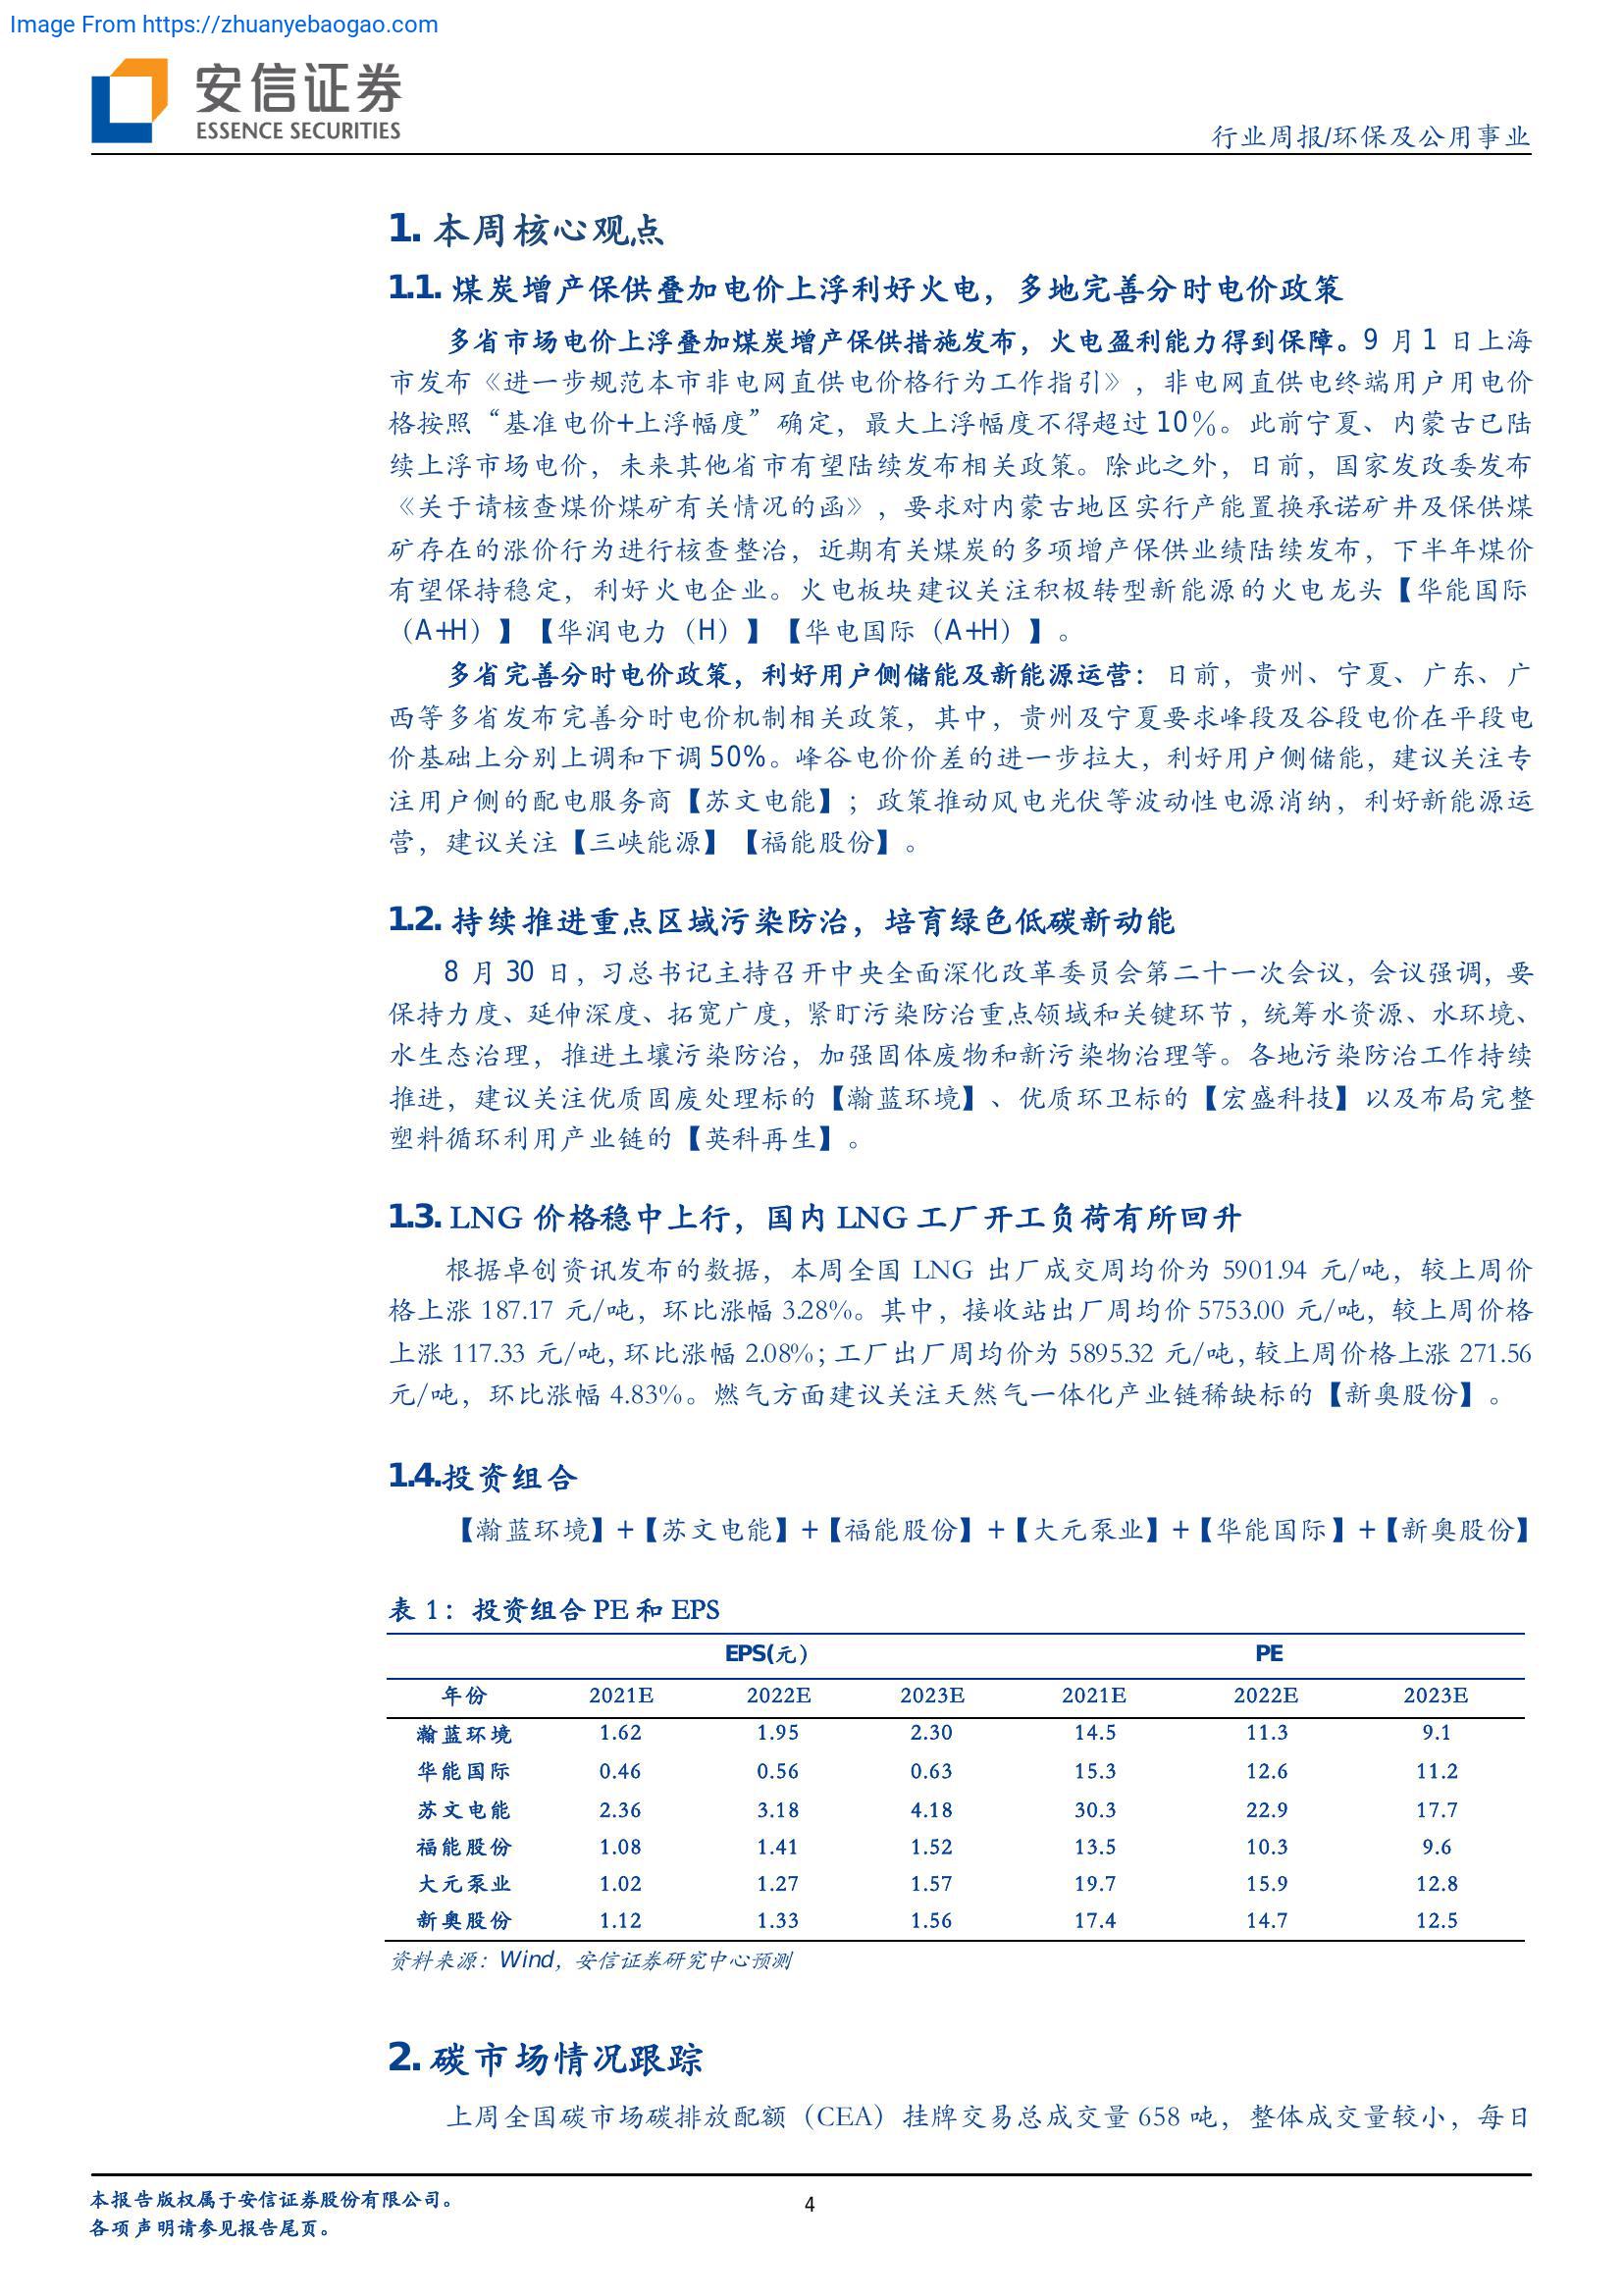 Image From https://zhuanyebaogao.com
安信证券
ESSENCE SECURITIES
行业周报/环保及公用事业
1. 本周核心观点
1.1. 煤炭增产保供叠加电价上浮利好火电，多地完善分时电价政策
多省市场电价上浮叠加煤炭增产保供措施发布，火电盈利能力得到保障。9 月 1 日上海
市发布《进一步规范本市非电网直供电价格行为工作指引》，非电网直供电终端用户用电价
格按照“基准电价+上浮幅度”确定，最大上浮幅度不得超过 10%。此前宁夏、内蒙古已陆
续上浮市场电价，未来其他省市有望陆续发布相关政策。除此之外，日前，国家发改委发布
《关于请核查煤价煤矿有关情况的函》，要求对内蒙古地区实行产能置换承诺矿井及保供煤
矿存在的涨价行为进行核查整治，近期有关煤炭的多项增产保供业绩陆续发布，下半年煤价
有望保持稳定，利好火电企业。火电板块建议关注积极转型新能源的火电龙头【华能国际
（A+H）】【华润电力（H）】【华电国际（A+H）】。
多省完善分时电价政策，利好用户侧储能及新能源运营：日前，贵州、宁夏、广东、广
西等多省发布完善分时电价机制相关政策，其中，贵州及宁夏要求峰段及谷段电价在平段电
价基础上分别上调和下调 50%。峰谷电价价差的进一步拉大，利好用户侧储能，建议关注专
注用户侧的配电服务商【苏文电能】；政策推动风电光伏等波动性电源消纳，利好新能源运
营，建议关注【三峡能源】【福能股份】。
1.2. 持续推进重点区域污染防治，培育绿色低碳新动能
8 月 30 日，习总书记主持召开中央全面深化改革委员会第二十一次会议，会议强调，要
保持力度、延伸深度、拓宽广度，紧盯污染防治重点领域和关键环节，统筹水资源、水环境、
水生态治理，推进土壤污染防治，加强固体废物和新污染物治理等。各地污染防治工作持续
推进，建议关注优质固废处理标的【瀚蓝环境】、优质环卫标的【宏盛科技】以及布局完整
塑料循环利用产业链的【英科再生】。
1.3. LNG 价格稳中上行，国内 LNG 工厂开工负荷有所回升
根据卓创资讯发布的数据，本周全国 LNG 出厂成交周均价为 5901.94 元/吨，较上周价
格上涨 187.17 元/吨，环比涨幅 3.28%。其中，接收站出厂周均价 5753.00 元/吨，较上周价格
上涨 117.33 元/吨，环比涨幅 2.08%；工厂出厂周均价为 5895.32 元/吨，较上周价格上涨 271.56
元/吨，环比涨幅 4.83%。燃气方面建议关注天然气一体化产业链稀缺标的【新奥股份】。
1.4.投资组合
【瀚蓝环境】+【苏文电能】+【福能股份】+【大元泵业】+【华能国际】+【新奥股份】
表 1：投资组合 PE 和 EPS
EPS(元） PE
年份 2021E 2022E 2023E 2021E 2022E 2023E
瀚蓝环境 1.62 1.95 2.30 14.5 11.3 9.1
华能国际 0.46 0.56 0.63 15.3 12.6 11.2
苏文电能 2.36 3.18 4.18 30.3 22.9 17.7
福能股份 1.08 1.41 1.52 13.5 10.3 9.6
大元泵业 1.02 1.27 1.57 19.7 15.9 12.8
新奥股份 1.12 1.33 1.56 17.4 14.7 12.5
资料来源：Wind，安信证券研究中心预测
2. 碳市场情况跟踪
上周全国碳市场碳排放配额（CEA）挂牌交易总成交量 658 吨，整体成交量较小，每日
本报告版权属于安信证券股份有限公司。
4
各项声明请参见报告尾页。